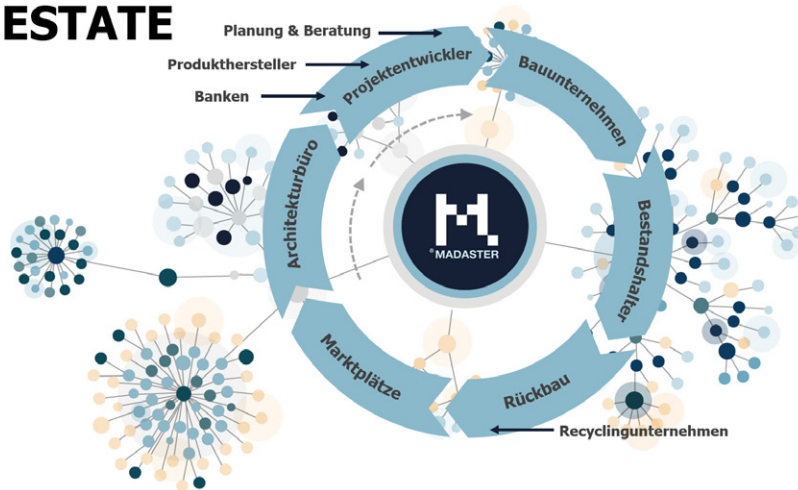 ESTATE
Planung & Beratung
Produkthersteller
Banken
Projektentwickler
Bauunternehmen
Architekturbüro
Bestandshalter
®MADASTER
Marktplätze
Rückbau
Recyclingunternehmen